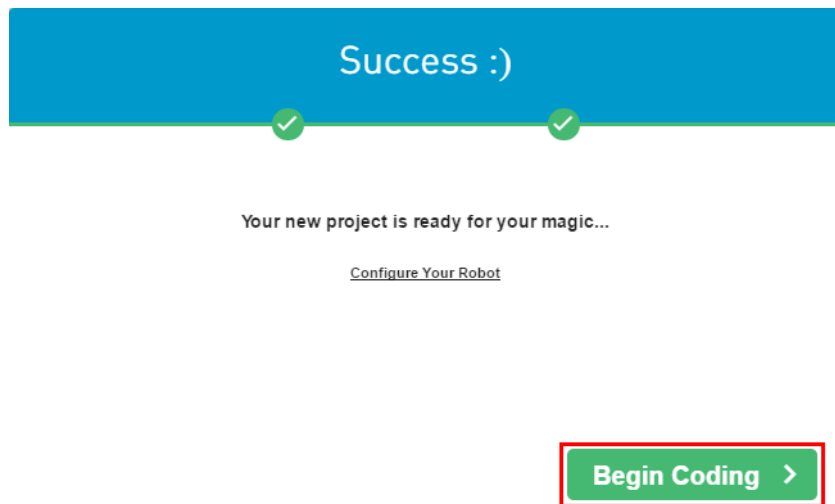 Success :)
Your new project is ready for your magic...
Configure Your Robot
Begin Coding